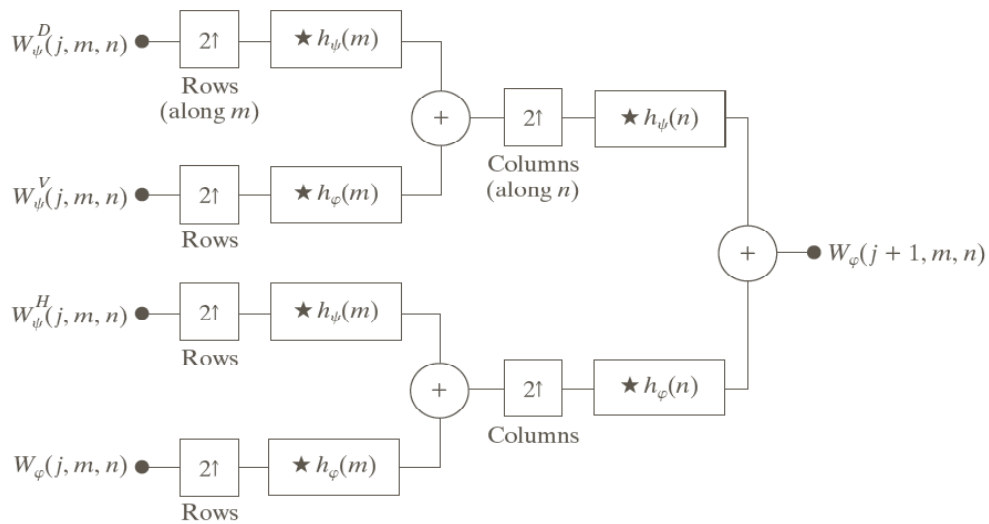 W_ψ^D(j, m, n)
2↑
★ h_ψ(m)
Rows
(along m)
+
2↑
★ h_ψ(n)
Columns
(along n)
W_ψ^V(j, m, n)
2↑
★ h_φ(m)
Rows
+
W_φ(j + 1, m, n)
W_ψ^H(j, m, n)
2↑
★ h_ψ(m)
Rows
+
2↑
★ h_φ(n)
Columns
W_φ(j, m, n)
2↑
★ h_φ(m)
Rows